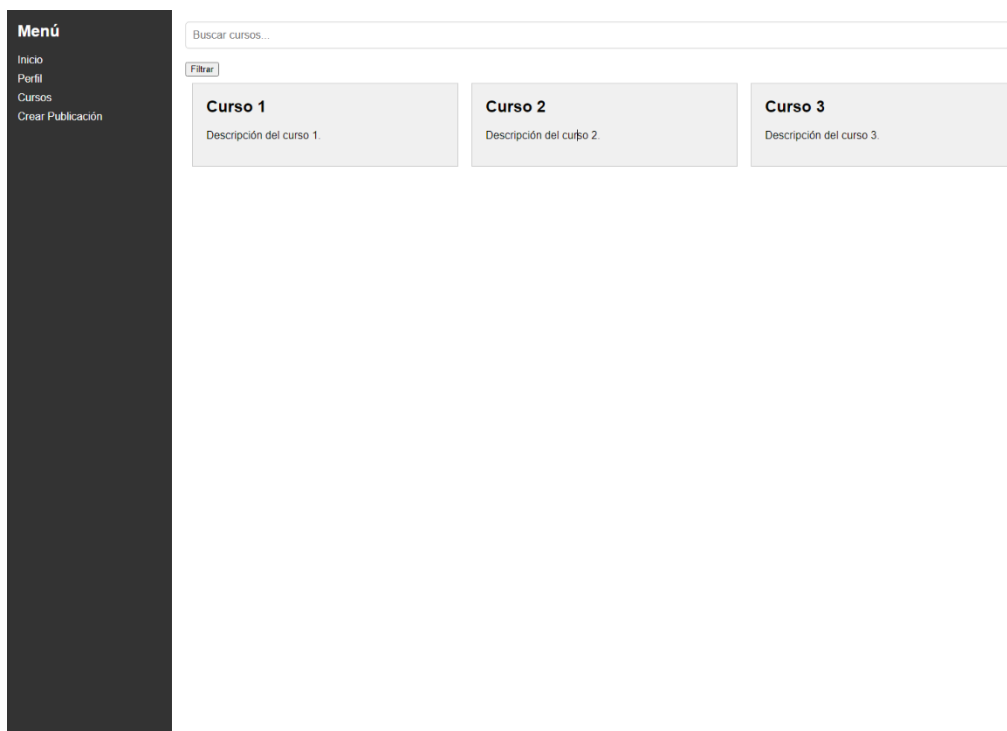 Menú
Inicio
Perfil
Cursos
Crear Publicación
Buscar cursos...
Filtrar
Curso 1
Descripción del curso 1.
Curso 2
Descripción del curso 2.
Curso 3
Descripción del curso 3.